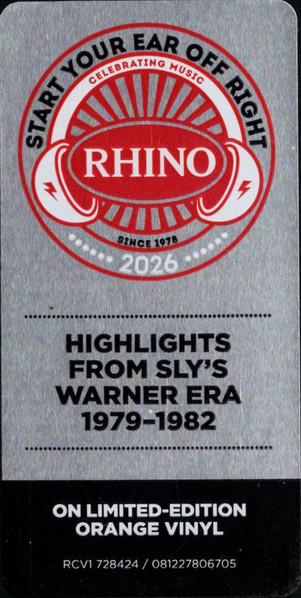 START YOUR EAR OFF RIGHT
CELEBRATING MUSIC
RHINO
SINCE 1978
2026
HIGHLIGHTS
FROM SLY'S
WARNER ERA
1979–1982
ON LIMITED-EDITION
ORANGE VINYL
RCV1 728424 / 081227806705